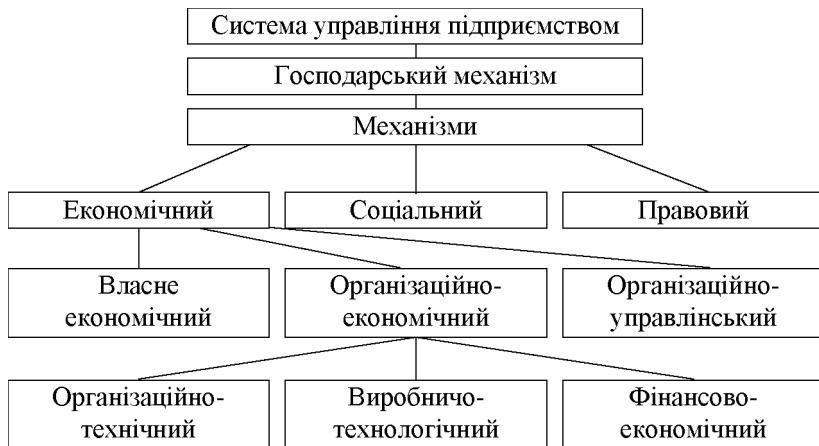 Система управління підприємством
Господарський механізм
Механізми
Економічний
Соціальний
Правовий
Власне
економічний
Організаційно-
економічний
Організаційно-
управлінський
Організаційно-
технічний
Виробничо-
технологічний
Фінансово-
економічний